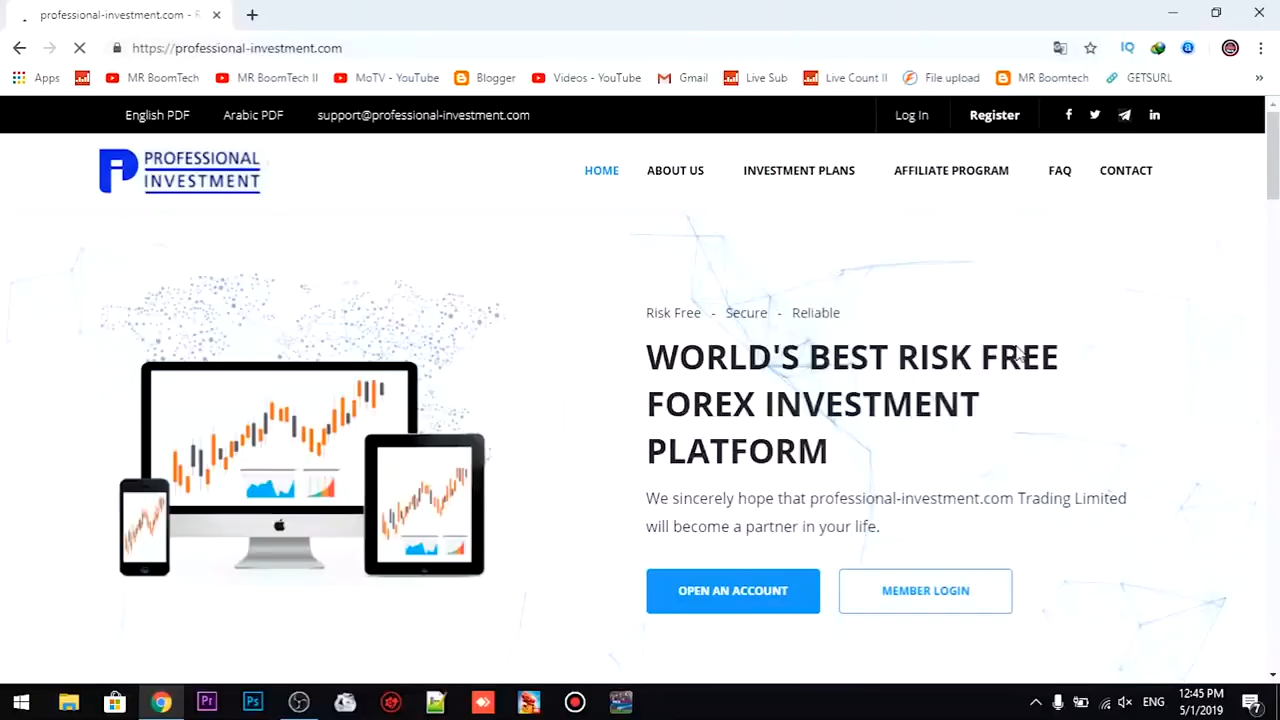 professional-investment.com - R
https://professional-investment.com
IQ
Apps
MR BoomTech
MR BoomTech II
MoTV - YouTube
Blogger
Videos - YouTube
Gmail
Live Sub
Live Count II
File upload
MR Boomtech
GETSURL
»
English PDF
Arabic PDF
support@professional-investment.com
Log In
Register
PROFESSIONAL
INVESTMENT
HOME
ABOUT US
INVESTMENT PLANS
AFFILIATE PROGRAM
FAQ
CONTACT
Risk Free - Secure - Reliable
WORLD'S BEST RISK FREE
FOREX INVESTMENT
PLATFORM
We sincerely hope that professional-investment.com Trading Limited
will become a partner in your life.
OPEN AN ACCOUNT
MEMBER LOGIN
Pr
Ps
ENG
12:45 PM
5/1/2019
7